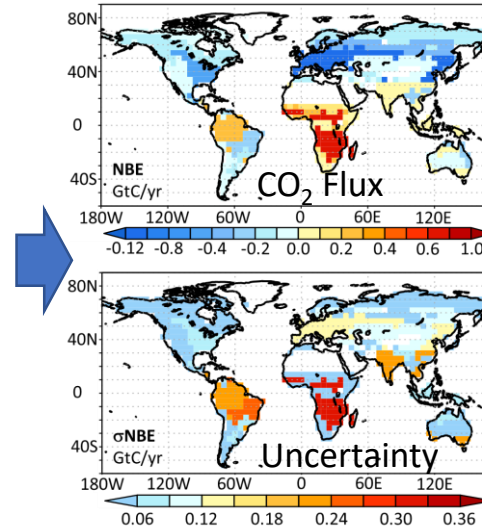 80N
40N
0
40S
NBE
GtC/yr
CO₂ Flux
180W 120W 60W 0 60E 120E
-0.12 -0.8 -0.4 -0.2 0.0 0.2 0.4 0.6 1.0
80N
40N
0
40S
σNBE
GtC/yr
Uncertainty
180W 120W 60W 0 60E 120E
0.06 0.12 0.18 0.24 0.30 0.36